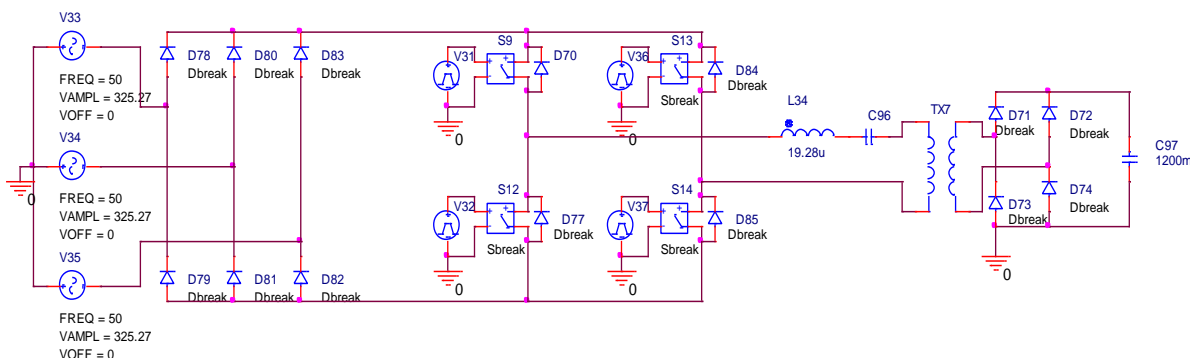 V33
FREQ = 50
VAMPL = 325.27
VOFF = 0
V34
0
FREQ = 50
VAMPL = 325.27
VOFF = 0
V35
FREQ = 50
VAMPL = 325.27
VOFF = 0
D78
Dbreak
D80
Dbreak
D83
Dbreak
D79
Dbreak
D81
Dbreak
D82
Dbreak
V31
0
S9
D70
V36
0
S13
Sbreak
D84
Dbreak
V32
0
S12
Sbreak
D77
Dbreak
V37
0
S14
Sbreak
D85
Dbreak
L34
19.28u
C96
TX7
D71
Dbreak
D72
Dbreak
D73
Dbreak
D74
Dbreak
0
C97
1200m